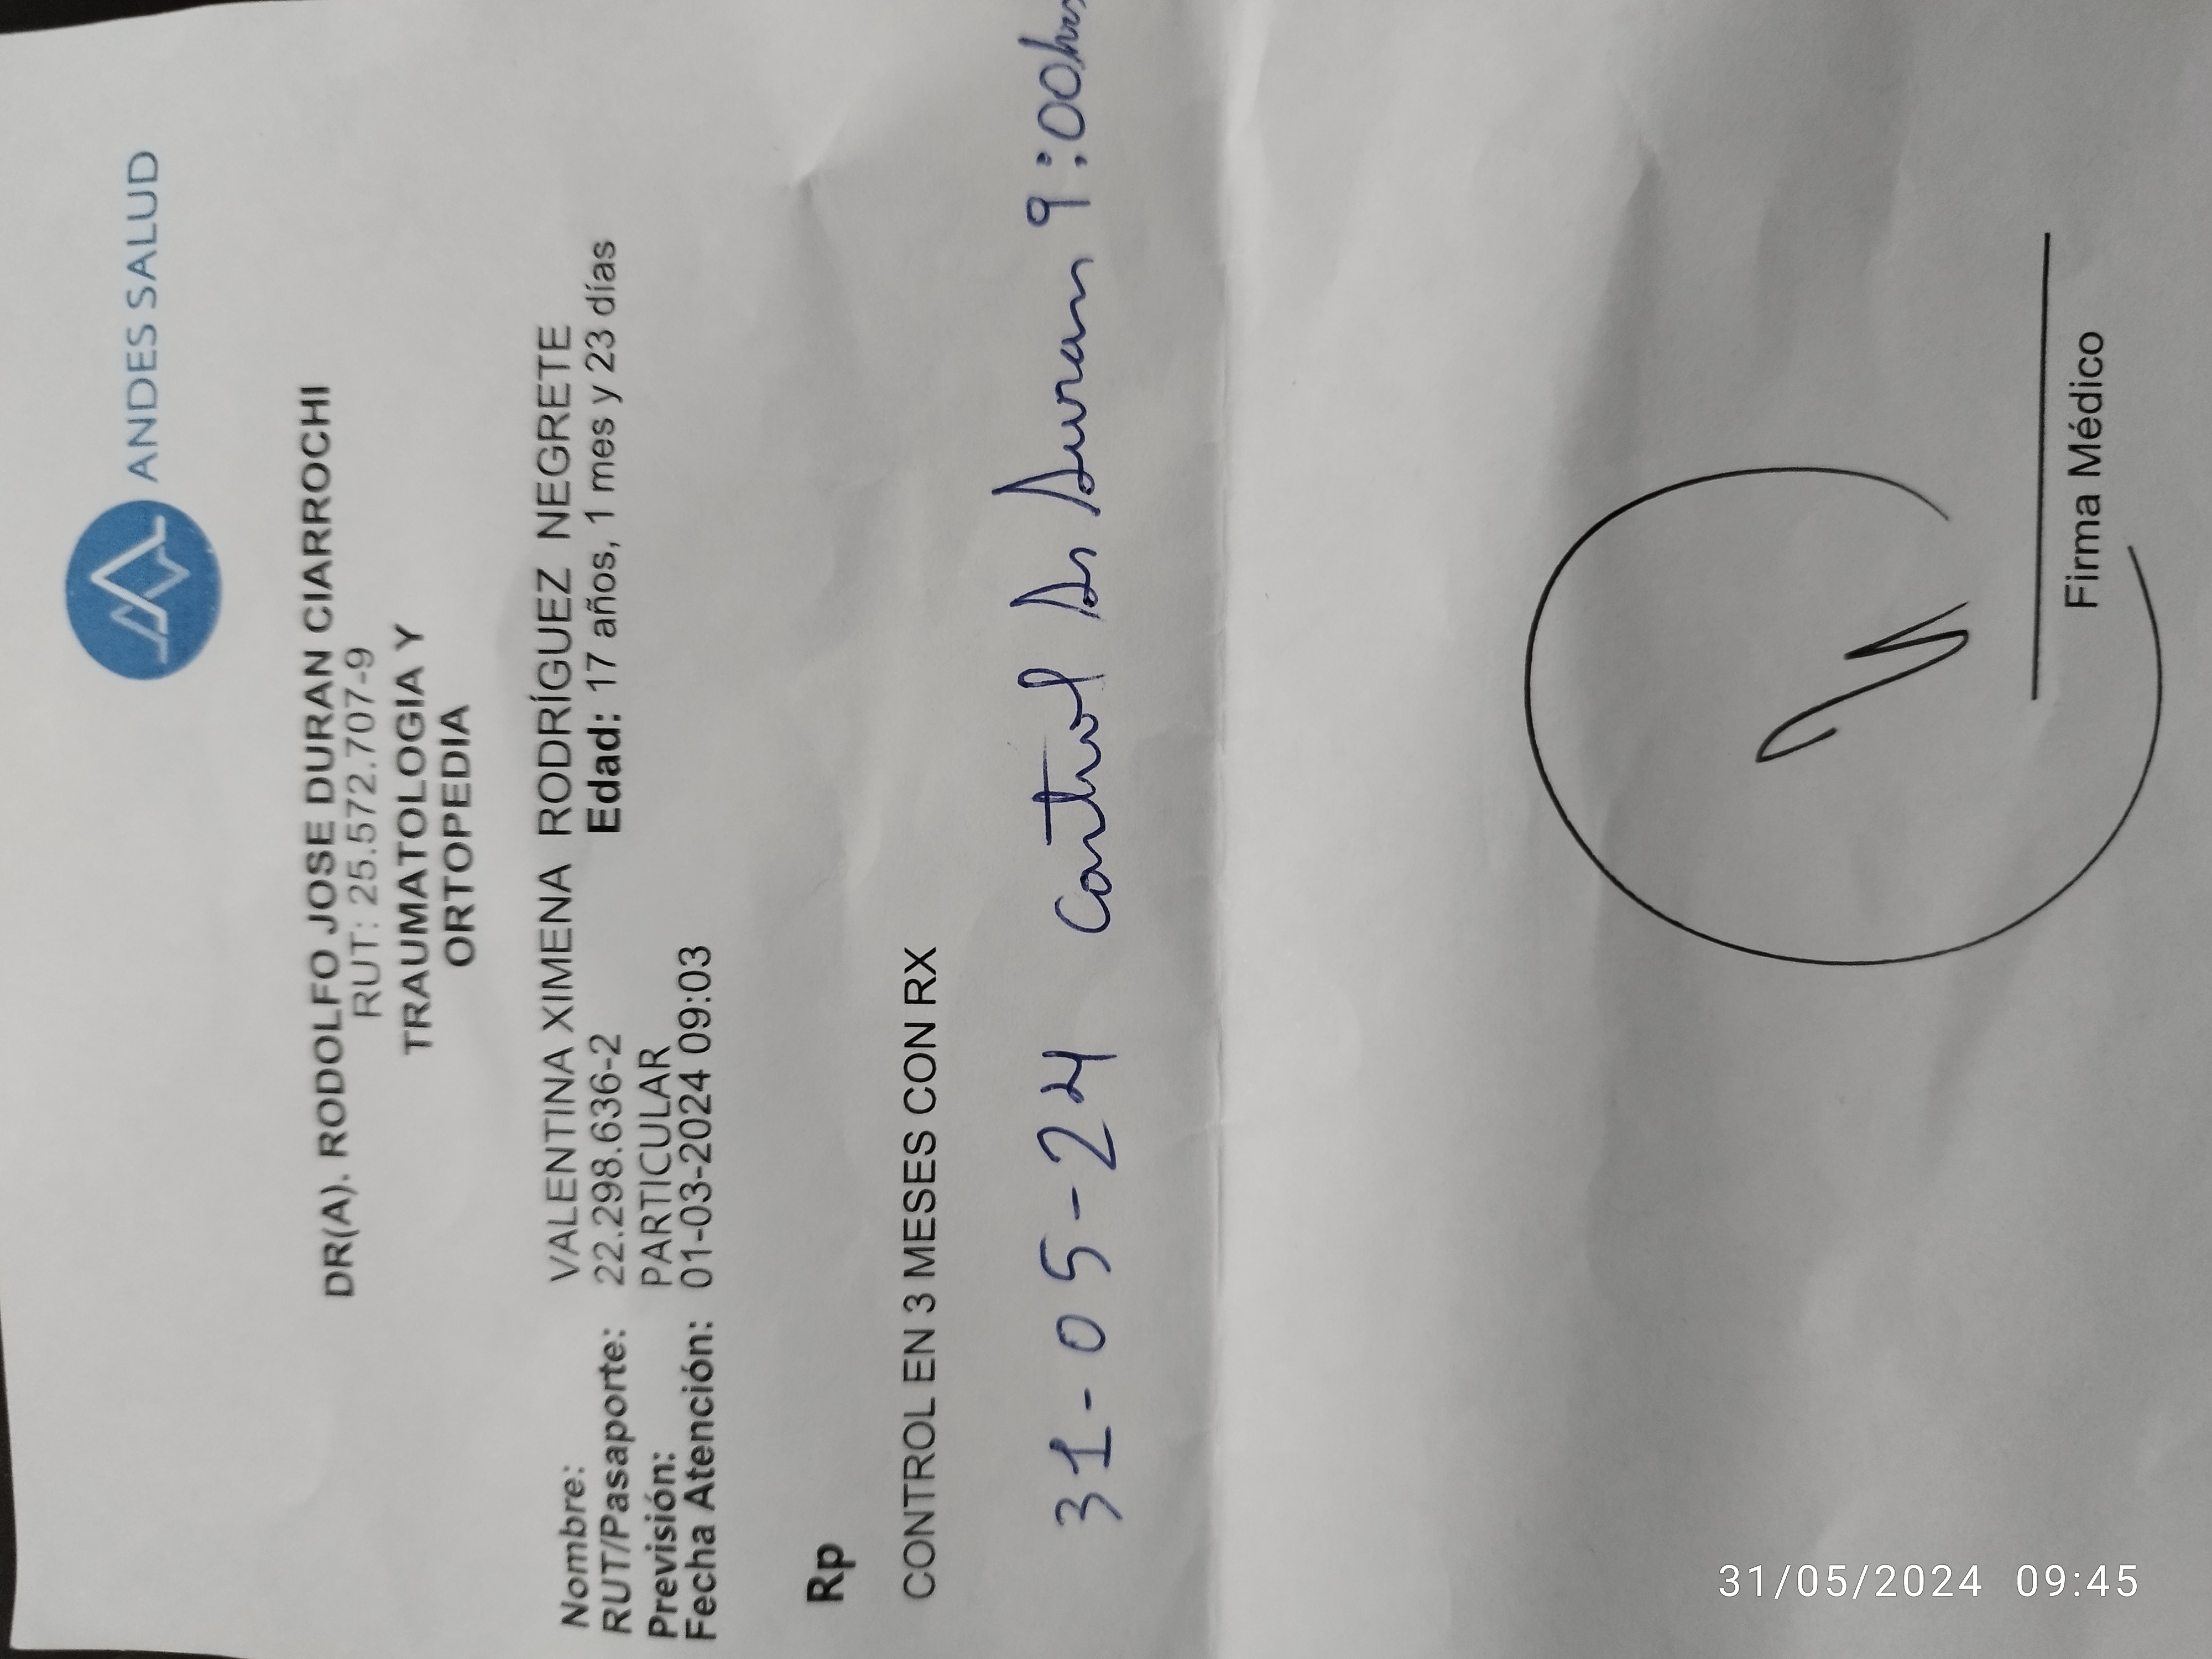 ANDES SALUD
DR(A). RODOLFO JOSE DURAN CIARROCHI
RUT: 25.572.707-9
TRAUMATOLOGIA Y
ORTOPEDIA
Nombre: VALENTINA XIMENA RODRÍGUEZ NEGRETE
RUT/Pasaporte: 22.298.636-2 Edad: 17 años, 1 mes y 23 días
Previsión: PARTICULAR
Fecha Atención: 01-03-2024 09:03
Rp
CONTROL EN 3 MESES CON RX
31-05-24 Control Dr Duran 9:00hrs
Firma Médico
31/05/2024 09:45